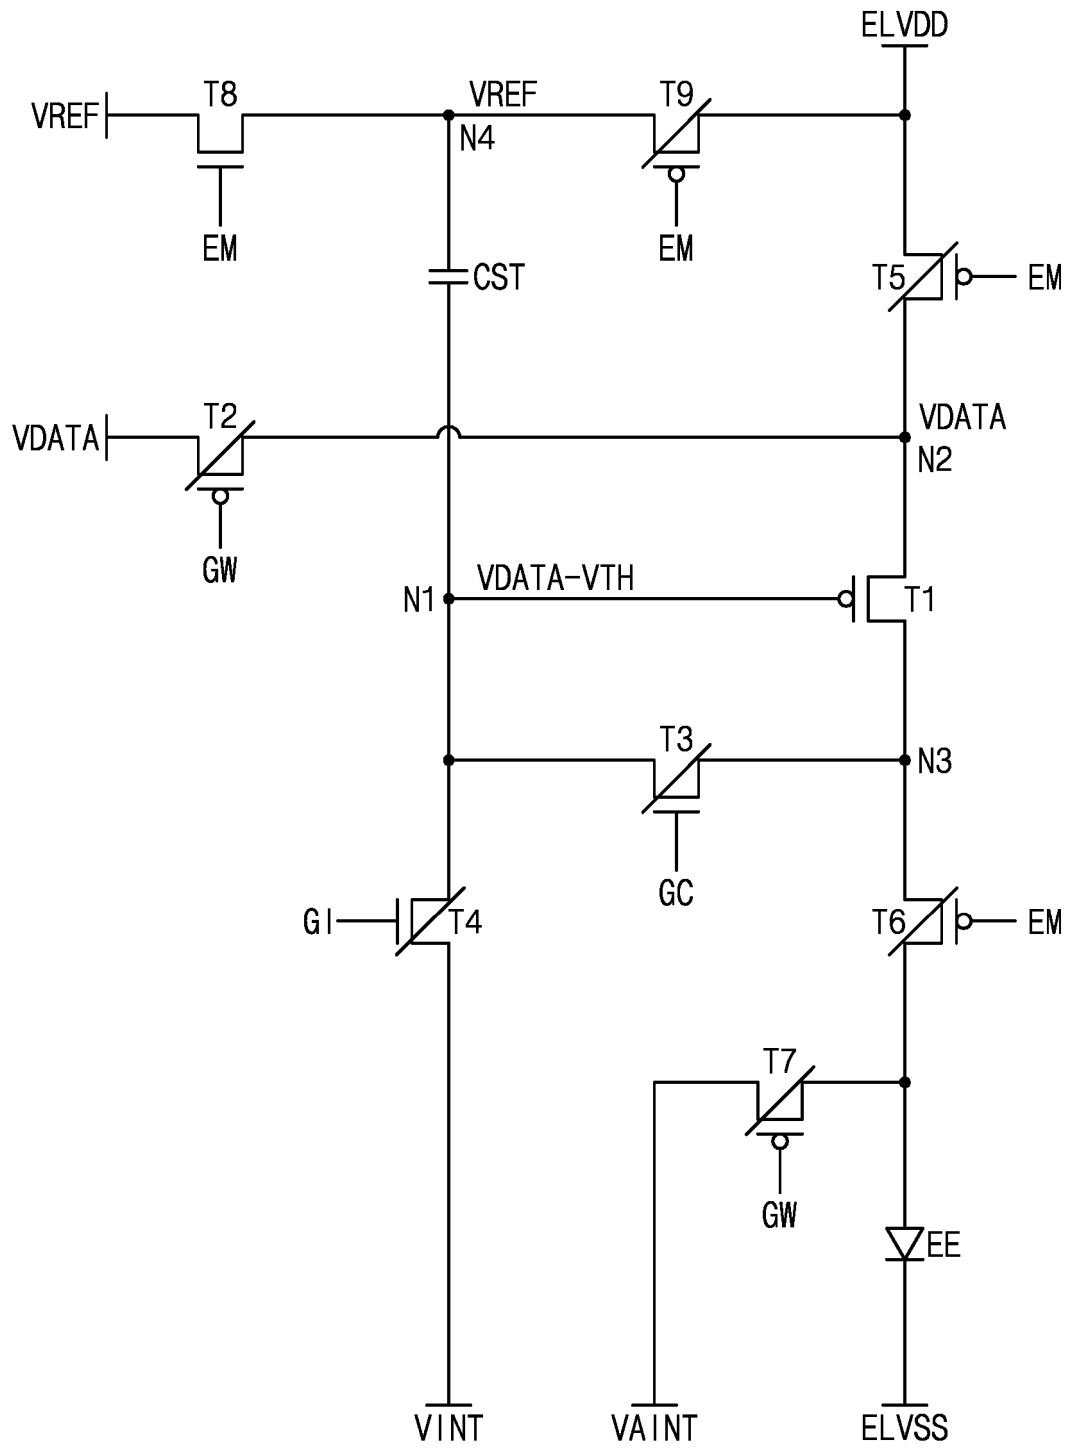 ELVDD
T8
VREF
T9
VREF
N4
EM
EM
CST
T5
EM
T2
VDATA
VDATA
N2
GW
N1
VDATA-VTH
T1
T3
N3
GC
GI
T4
T6
EM
T7
GW
EE
VINT
VAINT
ELVSS